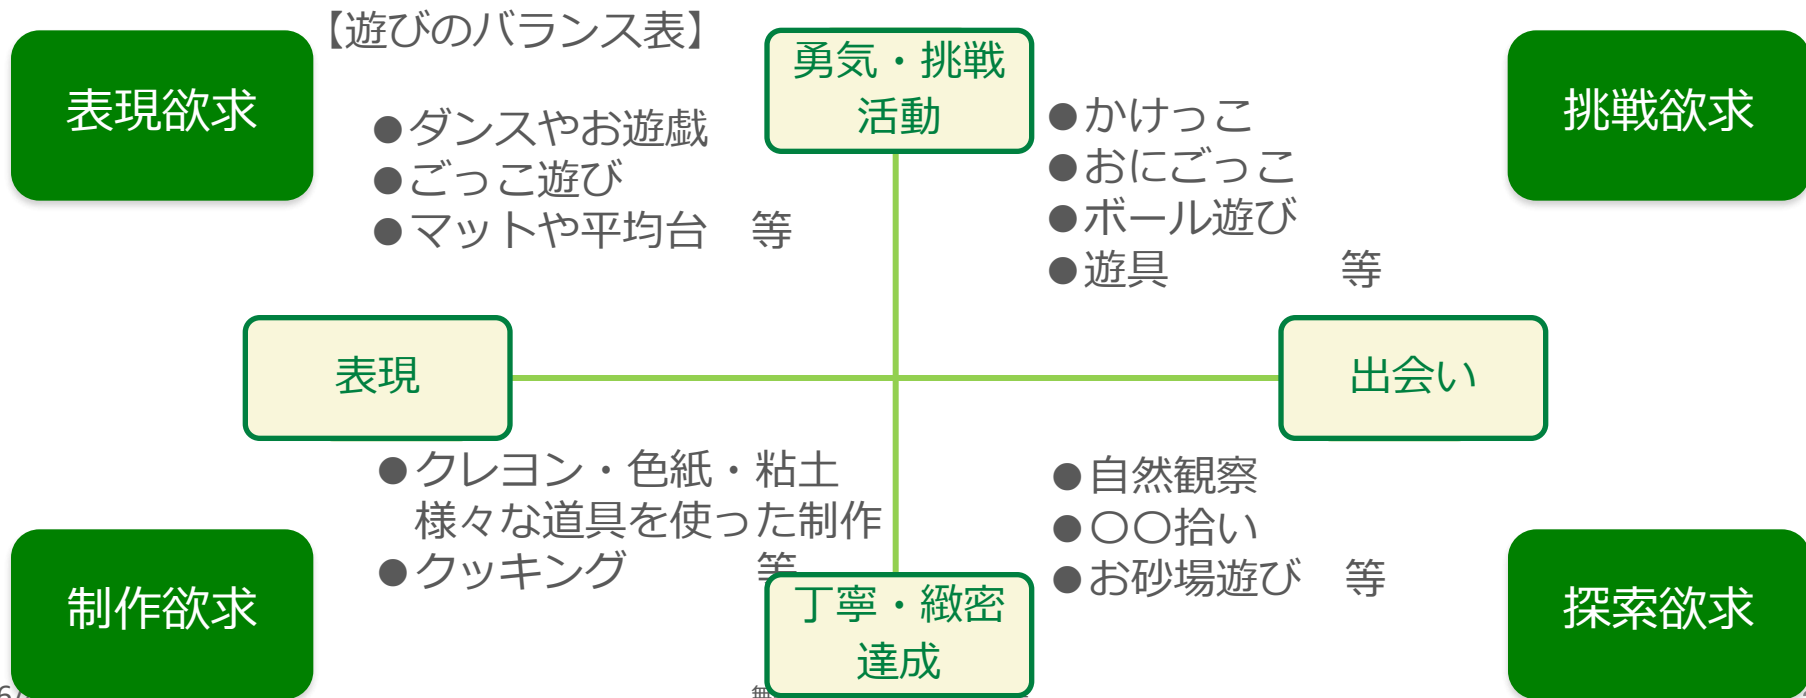 【遊びのバランス表】
表現欲求
●ダンスやお遊戯
●ごっこ遊び
●マットや平均台　等
勇気・挑戦
活動
●かけっこ
●おにごっこ
●ボール遊び
●遊具　　　　等
挑戦欲求
表現
出会い
●クレヨン・色紙・粘土
様々な道具を使った制作
●クッキング　　　等
制作欲求
丁寧・緻密
達成
●自然観察
●〇〇拾い
●お砂場遊び　等
探索欲求